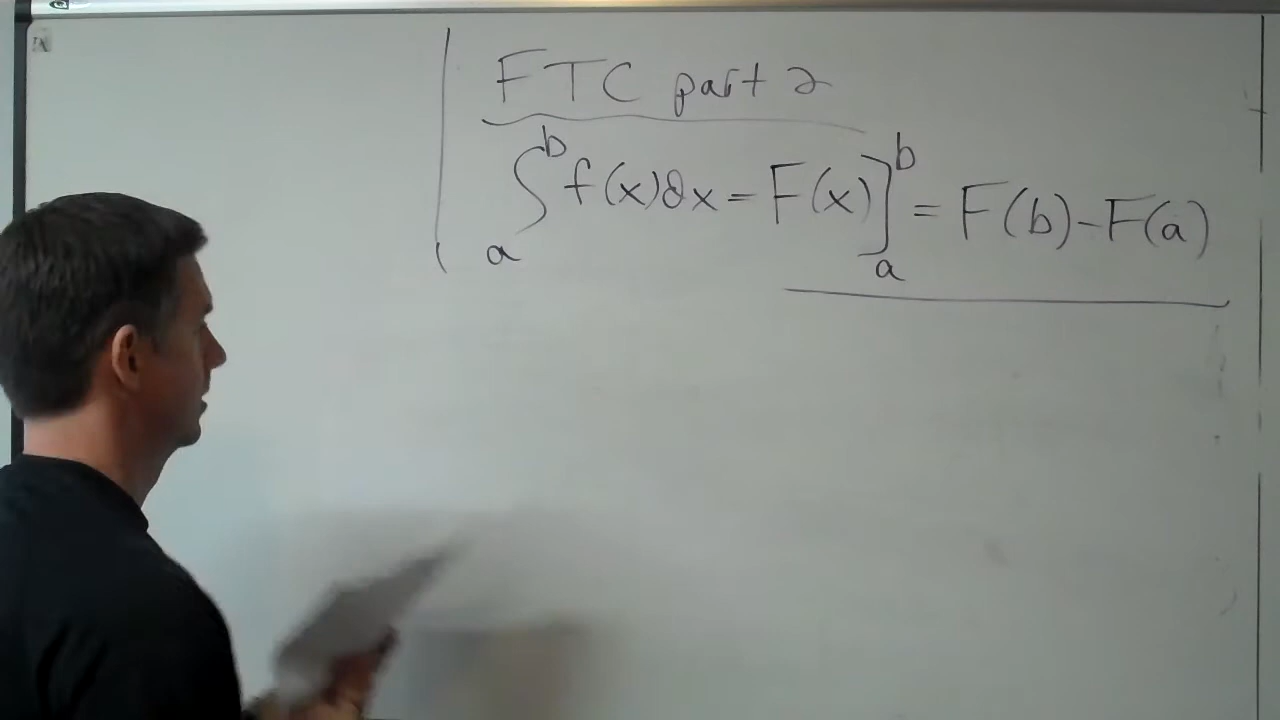 FTC part 2
∫_a^b f(x)dx = F(x)]_a^b = F(b) - F(a)